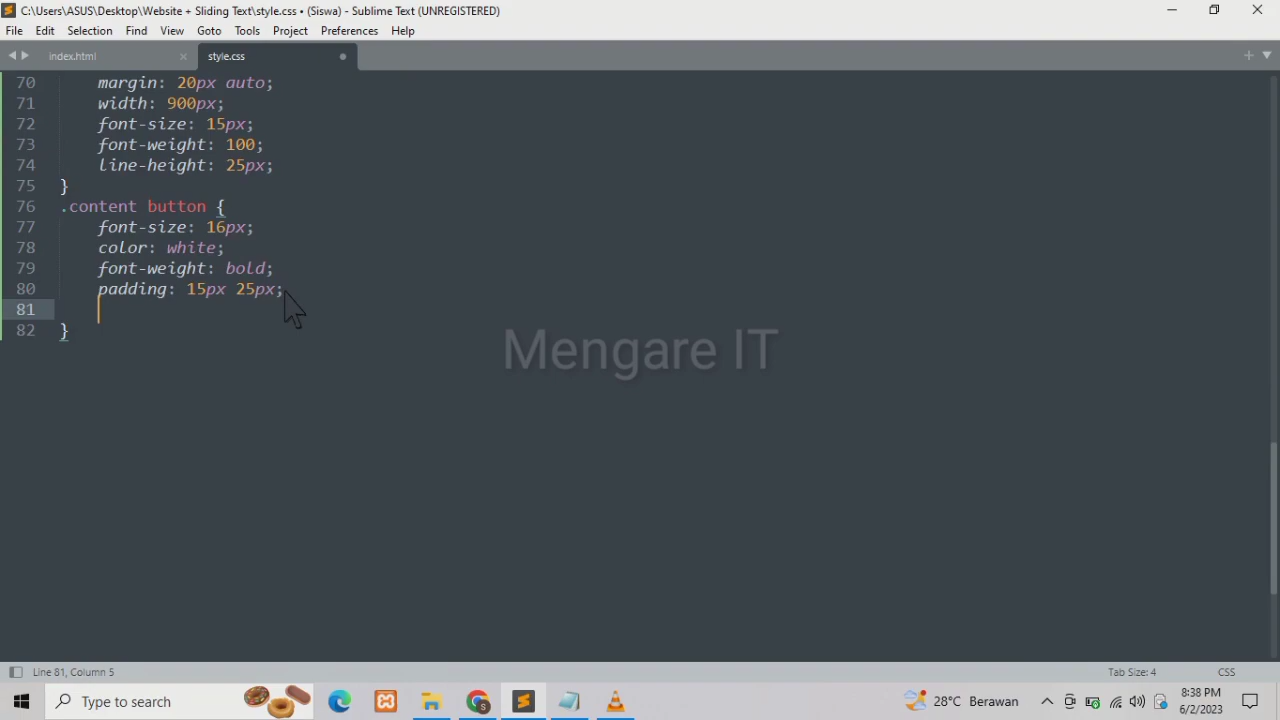 C:\Users\ASUS\Desktop\Website + Sliding Text\style.css • (Siswa) - Sublime Text (UNREGISTERED)
File Edit Selection Find View Goto Tools Project Preferences Help
index.html style.css
70 margin: 20px auto;
71 width: 900px;
72 font-size: 15px;
73 font-weight: 100;
74 line-height: 25px;
75 }
76 .content button {
77 font-size: 16px;
78 color: white;
79 font-weight: bold;
80 padding: 15px 25px;
81
82 }
Mengare IT
Line 81, Column 5 Tab Size: 4 CSS
Type to search 28°C Berawan 8:38 PM
6/2/2023